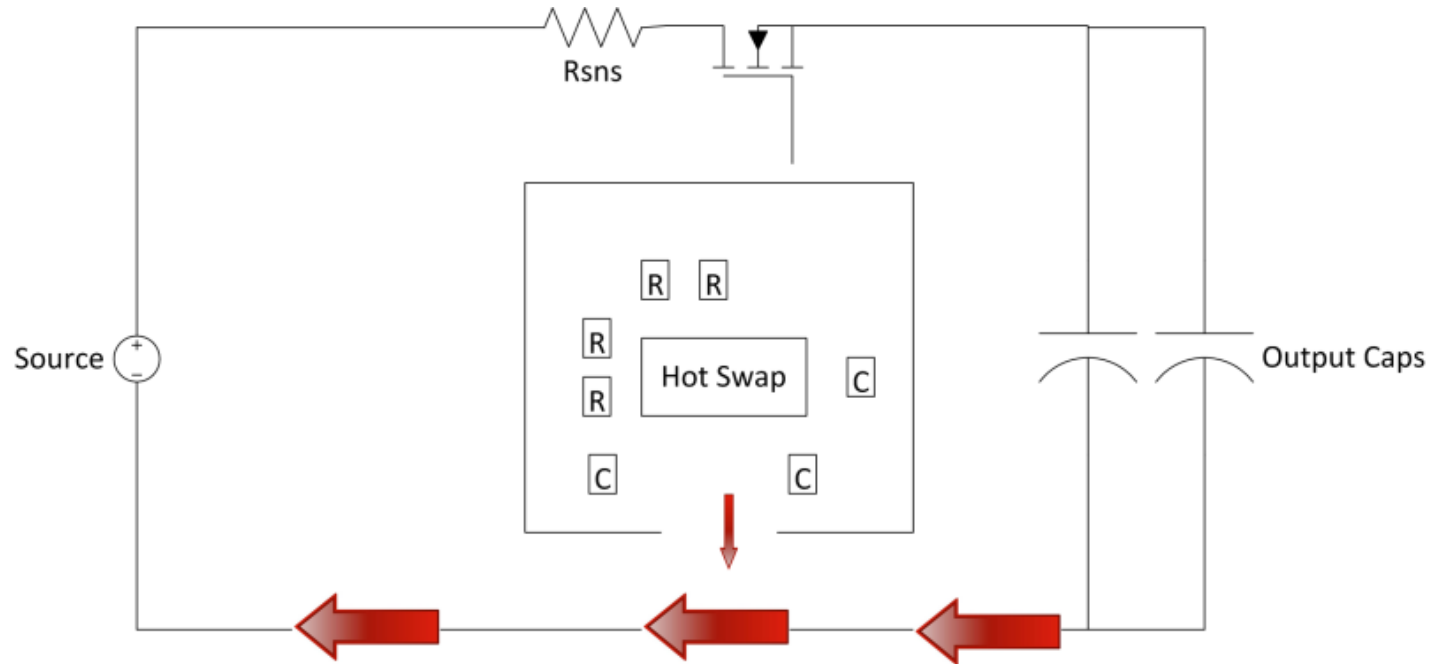 Rsns
R R
R
Source + −
Hot Swap
C
Output Caps
R
C C